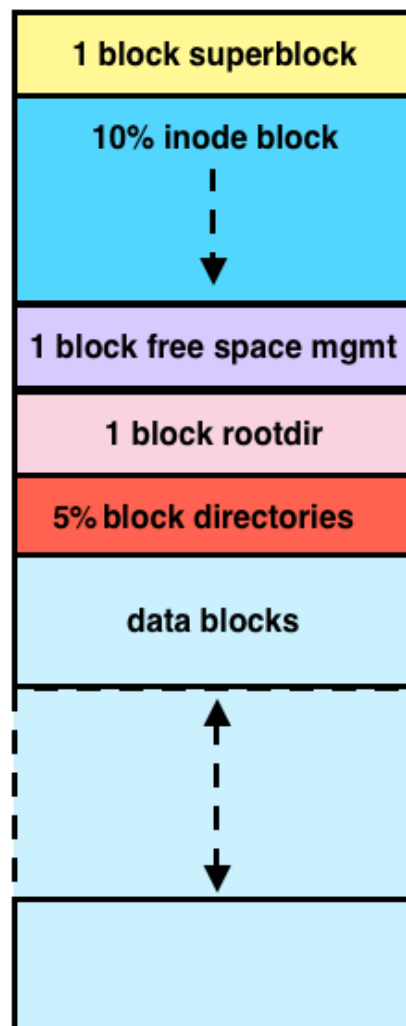 1 block superblock
10% inode block
1 block free space mgmt
1 block rootdir
5% block directories
data blocks